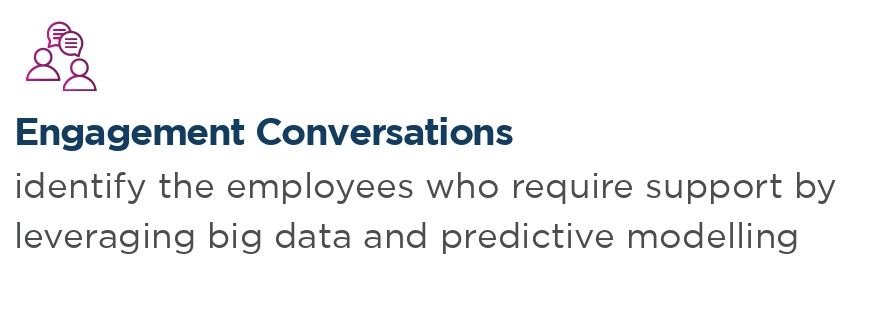 Engagement Conversations
identify the employees who require support by
leveraging big data and predictive modelling